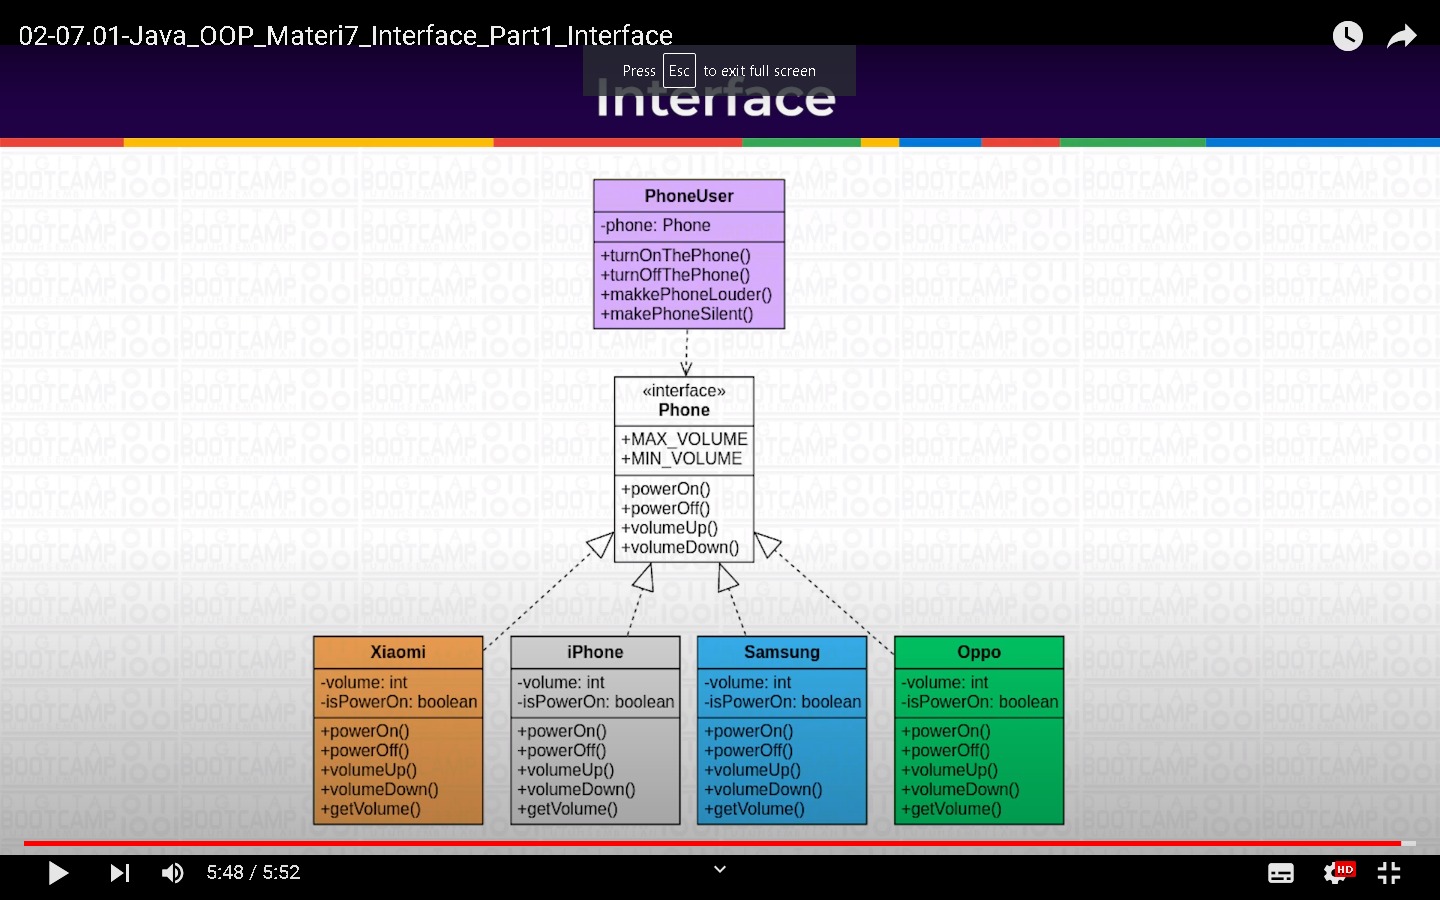 02-07.01-Java_OOP_Materi7_Interface_Part1_Interface
Press Esc to exit full screen
Interface
PhoneUser
-phone: Phone
+turnOnThePhone()
+turnOffThePhone()
+makkePhoneLouder()
+makePhoneSilent()
«interface»
Phone
+MAX_VOLUME
+MIN_VOLUME
+powerOn()
+powerOff()
+volumeUp()
+volumeDown()
Xiaomi
-volume: int
-isPowerOn: boolean
+powerOn()
+powerOff()
+volumeUp()
+volumeDown()
+getVolume()
iPhone
-volume: int
-isPowerOn: boolean
+powerOn()
+powerOff()
+volumeUp()
+volumeDown()
+getVolume()
Samsung
-volume: int
-isPowerOn: boolean
+powerOn()
+powerOff()
+volumeUp()
+volumeDown()
+getVolume()
Oppo
-volume: int
-isPowerOn: boolean
+powerOn()
+powerOff()
+volumeUp()
+volumeDown()
+getVolume()
5:48 / 5:52
HD